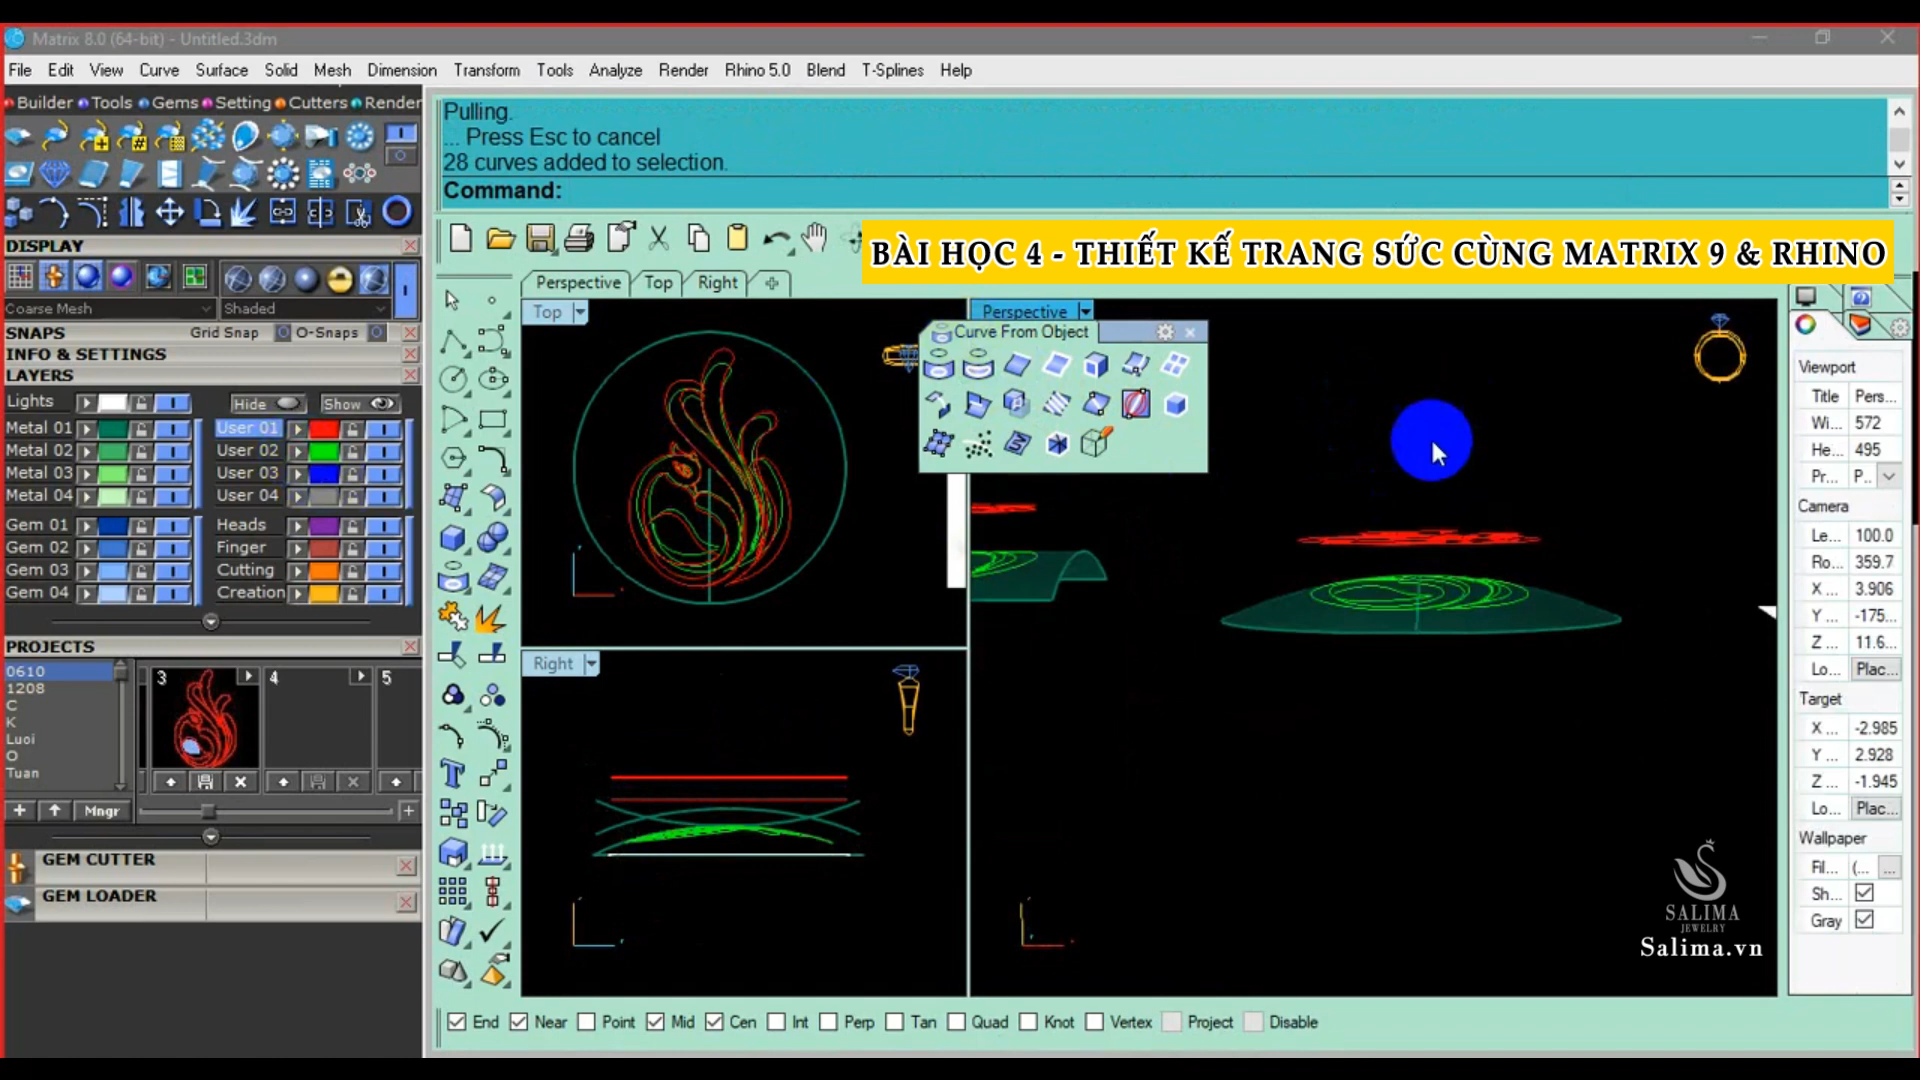 Matrix 8.0 (64-bit) - Untitled.3dm
File Edit View Curve Surface Solid Mesh Dimension Transform Tools Analyze Render Rhino 5.0 Blend T-Splines Help
Builder Tools Gems Setting Cutters Render
Pulling.
... Press Esc to cancel
28 curves added to selection.
Command:
BÀI HỌC 4 - THIẾT KẾ TRANG SỨC CÙNG MATRIX 9 & RHINO
DISPLAY
Coarse Mesh Shaded
SNAPS Grid Snap O-Snaps
INFO & SETTINGS
LAYERS
Lights Hide Show
Metal 01 User 01
Metal 02 User 02
Metal 03 User 03
Metal 04 User 04
Gem 01 Heads
Gem 02 Finger
Gem 03 Cutting
Gem 04 Creation
PROJECTS
0610
1208
C
K
Luoi
O
Tuan
3 4 5
Mngr
GEM CUTTER
GEM LOADER
Perspective Top Right
Top
Perspective
Curve From Object
Right
Viewport
Title Pers...
Wi... 572
He... 495
Pr... P..
Camera
Le... 100.0
Ro... 359.7
X ... 3.906
Y ... -175...
Z ... 11.6...
Lo... Plac...
Target
X ... -2.985
Y ... 2.928
Z ... -1.945
Lo... Plac...
Wallpaper
Fil... (... ...
Sh...
Gray
SALIMA
JEWELRY
Salima.vn
End Near Point Mid Cen Int Perp Tan Quad Knot Vertex Project Disable